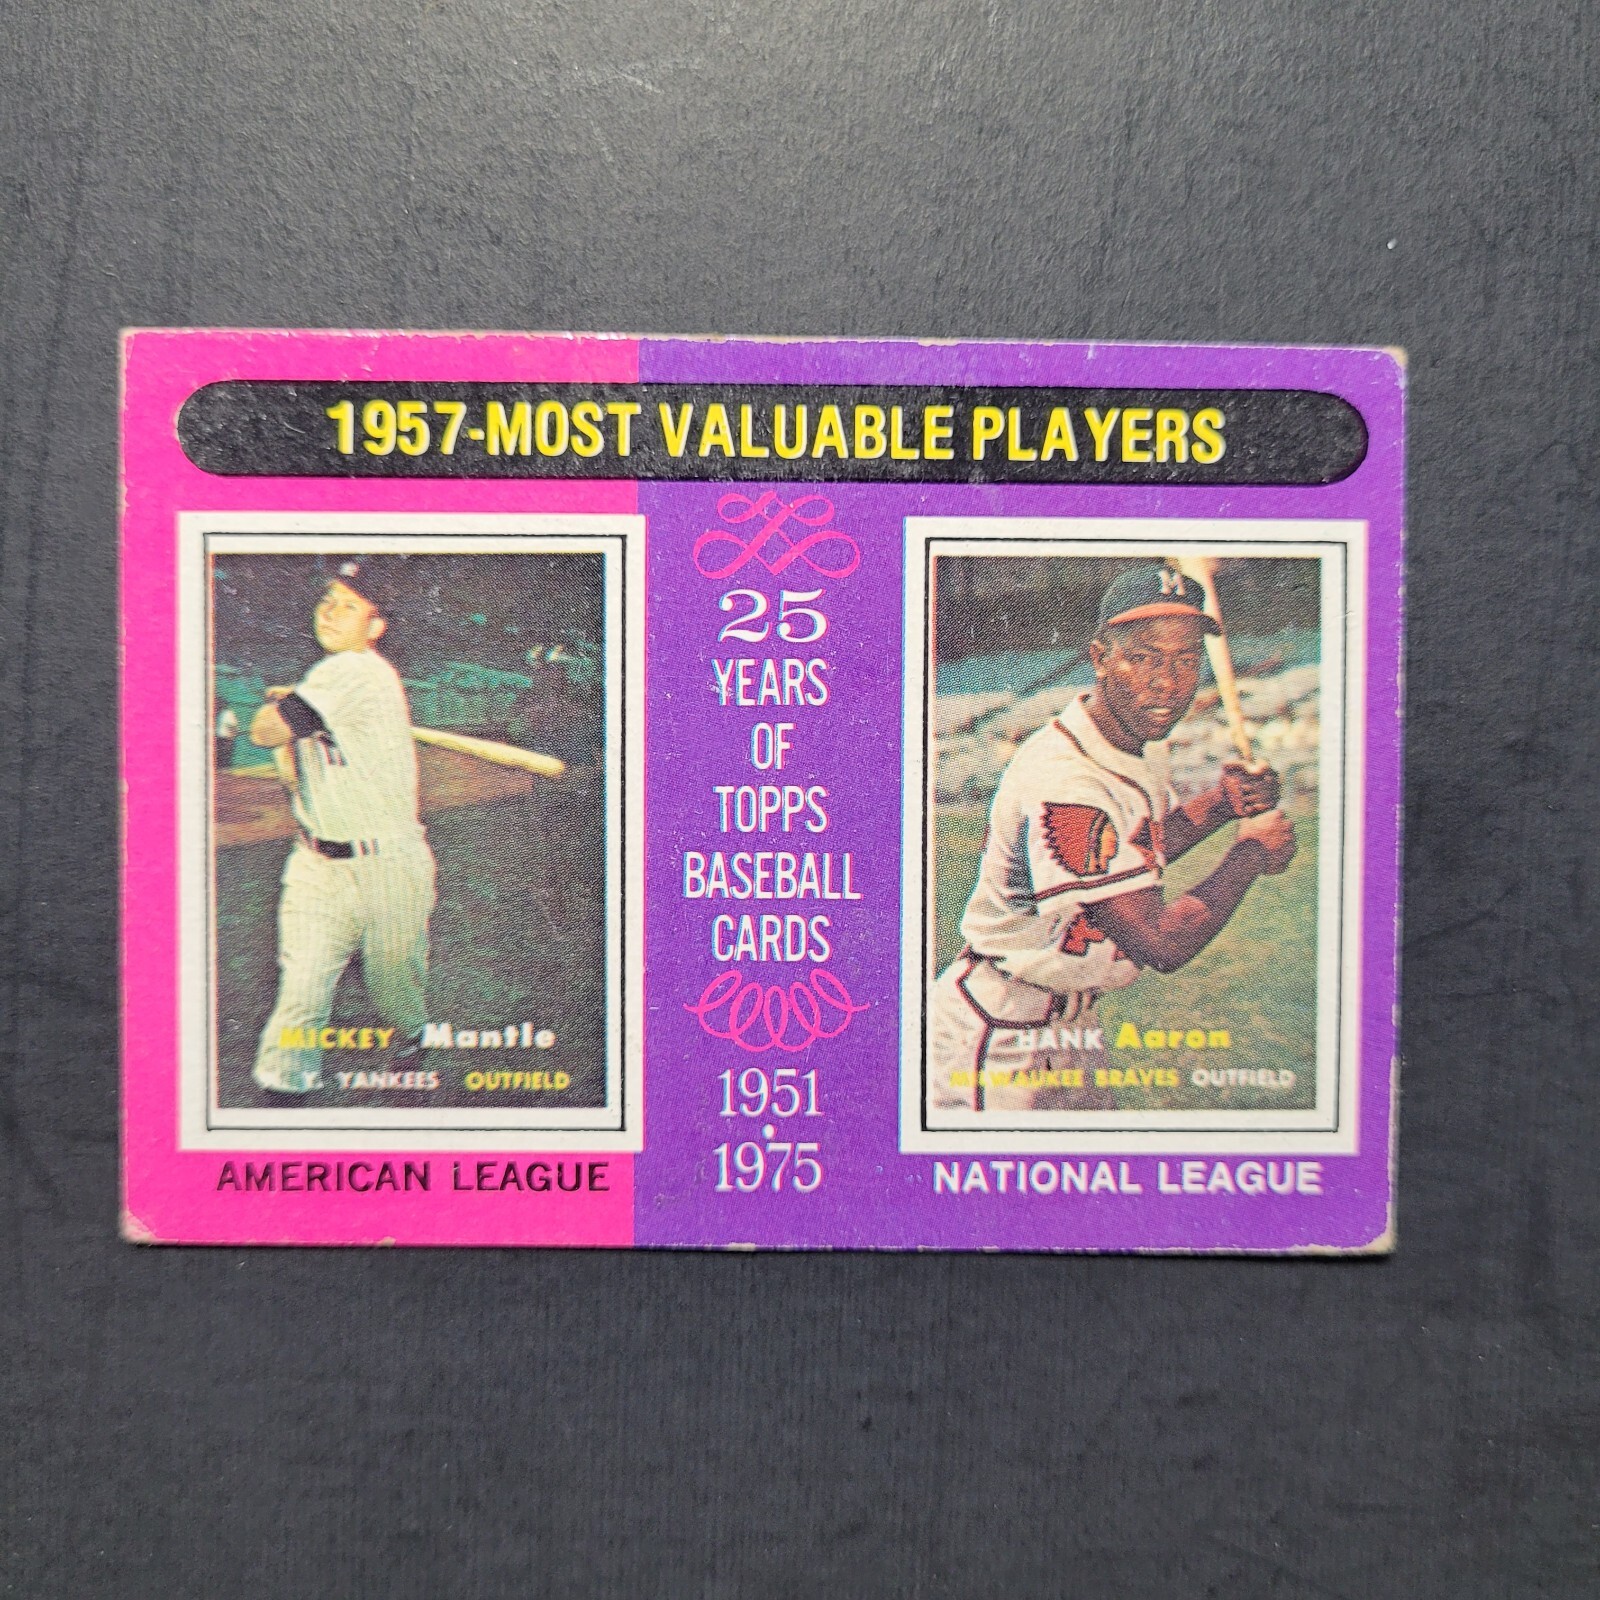 1957-MOST VALUABLE PLAYERS
25
YEARS
OF
TOPPS
BASEBALL
CARDS
1951
1975
MICKEY Mantle
Y. YANKEES OUTFIELD
AMERICAN LEAGUE
M
HANK Aaron
MILWAUKEE BRAVES OUTFIELD
NATIONAL LEAGUE